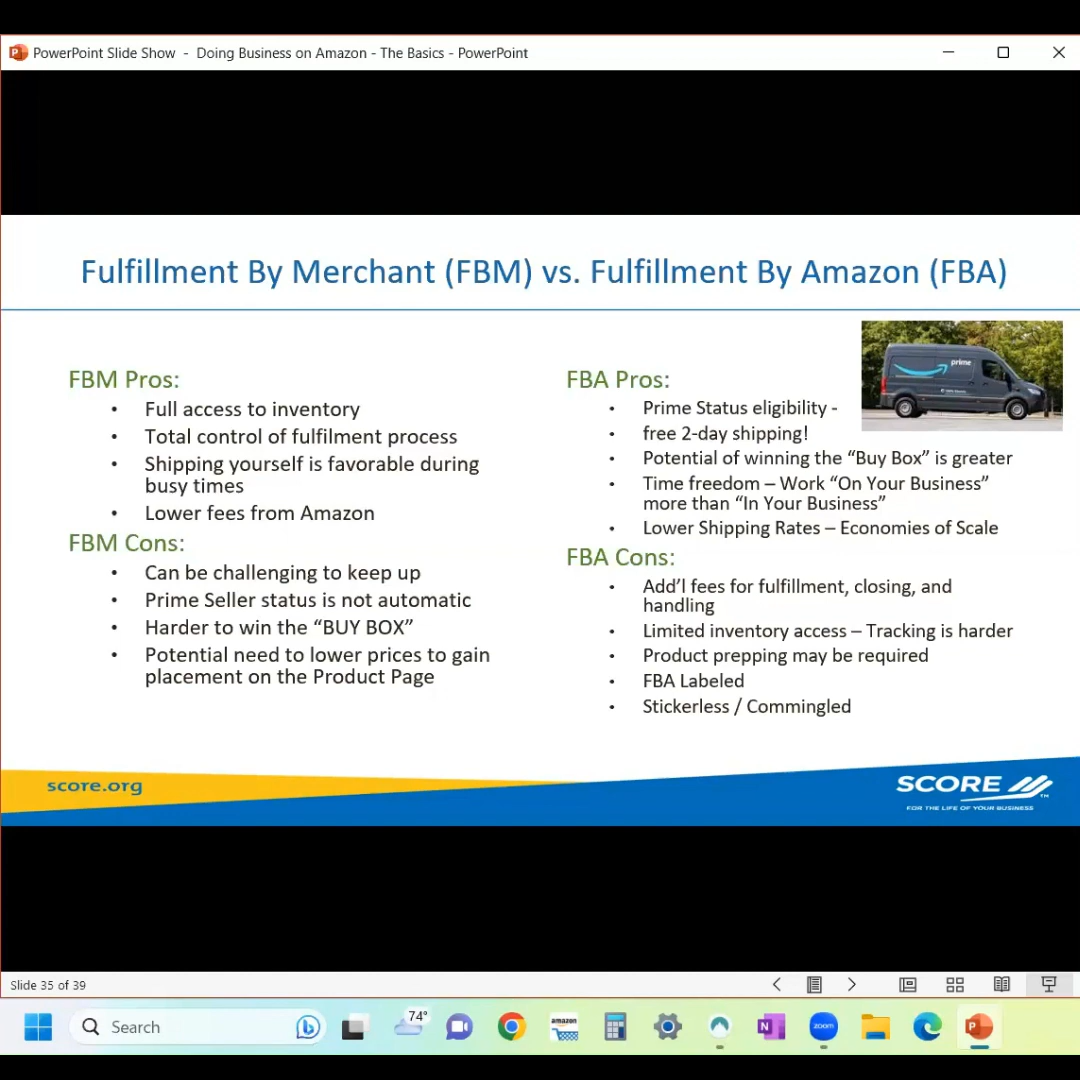 PowerPoint Slide Show - Doing Business on Amazon - The Basics - PowerPoint
Fulfillment By Merchant (FBM) vs. Fulfillment By Amazon (FBA)
FBM Pros:
• Full access to inventory
• Total control of fulfilment process
• Shipping yourself is favorable during
busy times
• Lower fees from Amazon
FBM Cons:
• Can be challenging to keep up
• Prime Seller status is not automatic
• Harder to win the “BUY BOX”
• Potential need to lower prices to gain
placement on the Product Page
prime
FBA Pros:
• Prime Status eligibility -
• free 2-day shipping!
• Potential of winning the “Buy Box” is greater
• Time freedom – Work “On Your Business”
more than “In Your Business”
• Lower Shipping Rates – Economies of Scale
FBA Cons:
• Add’l fees for fulfillment, closing, and
handling
• Limited inventory access – Tracking is harder
• Product prepping may be required
• FBA Labeled
• Stickerless / Commingled
score.org
SCORE
FOR THE LIFE OF YOUR BUSINESS
Slide 35 of 39
Search
74°
amazon
N
zoom
P